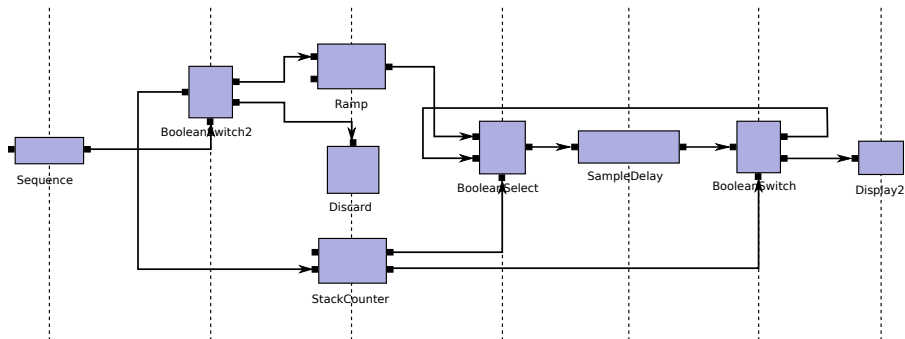 Ramp
BooleanSwitch2
Sequence
SampleDelay
BooleanSelect
BooleanSwitch
Display2
Discard
StackCounter